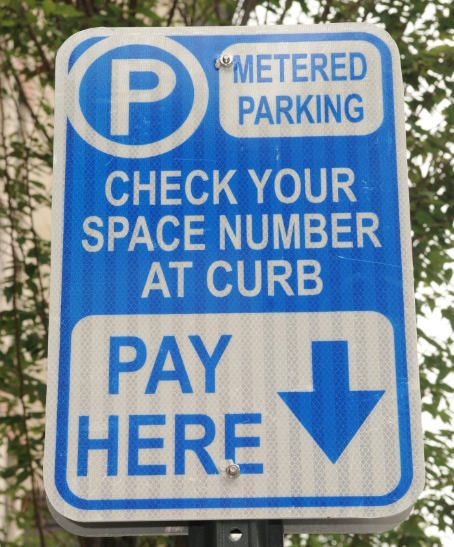 P
METERED
PARKING
CHECK YOUR
SPACE NUMBER
AT CURB
PAY
HERE